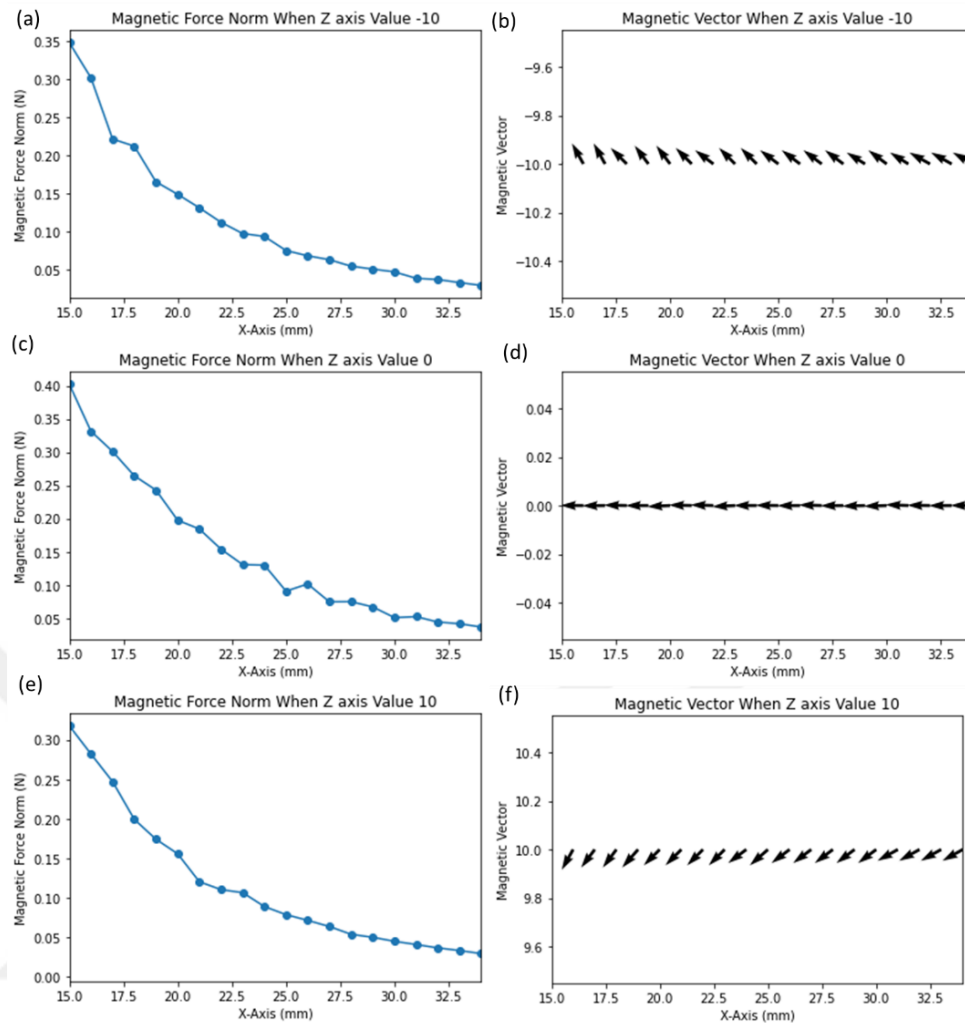 (a)
Magnetic Force Norm When Z axis Value -10
Magnetic Force Norm (N)
0.35
0.30
0.25
0.20
0.15
0.10
0.05
15.0 17.5 20.0 22.5 25.0 27.5 30.0 32.5
X-Axis (mm)
(b)
Magnetic Vector When Z axis Value -10
Magnetic Vector
−9.6
−9.8
−10.0
−10.2
−10.4
15.0 17.5 20.0 22.5 25.0 27.5 30.0 32.5
X-Axis (mm)
(c)
Magnetic Force Norm When Z axis Value 0
Magnetic Force Norm (N)
0.40
0.35
0.30
0.25
0.20
0.15
0.10
0.05
15.0 17.5 20.0 22.5 25.0 27.5 30.0 32.5
X-Axis (mm)
(d)
Magnetic Vector When Z axis Value 0
Magnetic Vector
0.04
0.02
0.00
−0.02
−0.04
15.0 17.5 20.0 22.5 25.0 27.5 30.0 32.5
X-Axis (mm)
(e)
Magnetic Force Norm When Z axis Value 10
Magnetic Force Norm (N)
0.30
0.25
0.20
0.15
0.10
0.05
0.00
15.0 17.5 20.0 22.5 25.0 27.5 30.0 32.5
X-Axis (mm)
(f)
Magnetic Vector When Z axis Value 10
Magnetic Vector
10.4
10.2
10.0
9.8
9.6
15.0 17.5 20.0 22.5 25.0 27.5 30.0 32.5
X-Axis (mm)